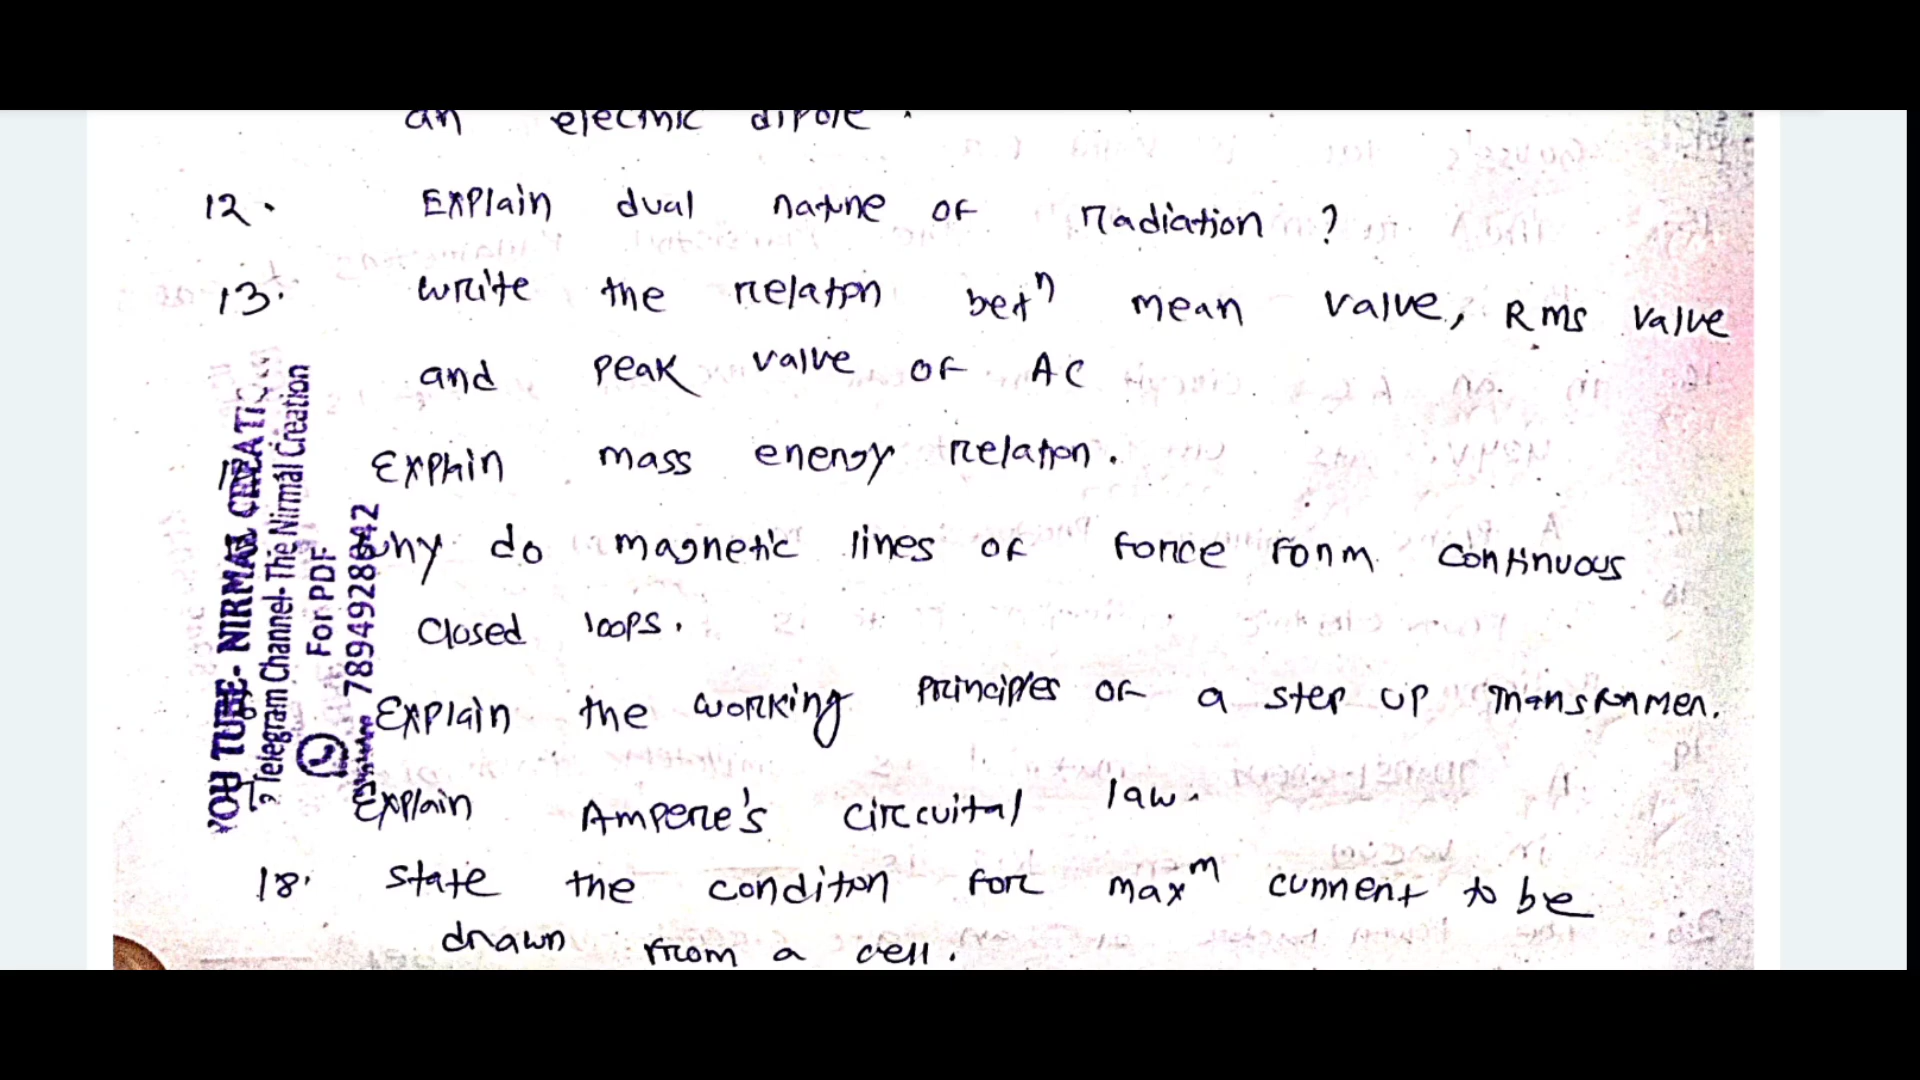 an electric dipole.
12. Explain dual nature of radiation ?
13. Write the relation betⁿ mean value, Rms value
and peak value of AC
Explain mass energy relation.
Why do magnetic lines of force form continuous
closed loops.
Explain the working principles of a step up transformer.
Explain Ampere's circuital law.
18. State the condition for maxᵐ current to be
drawn from a cell.
YOU TUBE- NIRMAL CREATION
Telegram Channel- The Nirmal Creation
For PDF
7894928642